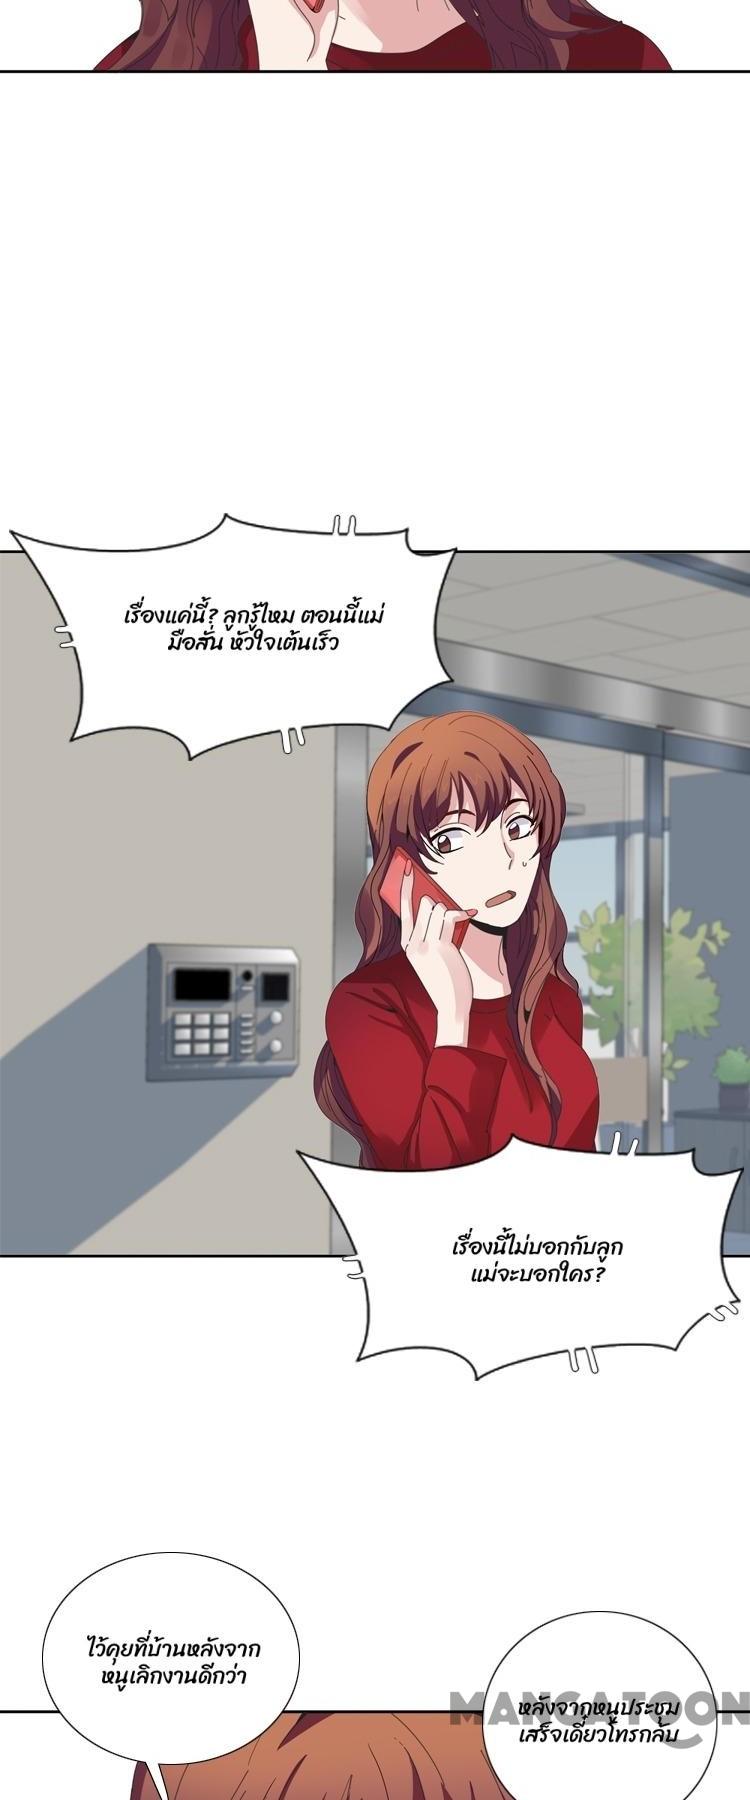 เรื่องแค่นี้? ลูกรู้ไหม ตอนนี้แม่
มือสั่น หัวใจเต้นเร็ว
เรื่องนี้ไม่บอกกับลูก
แม่จะบอกใคร?
ไว้คุยที่บ้านหลังจาก
หนูเลิกงานดีกว่า
หลังจากหนูประชุม
เสร็จเดี๋ยวโทรกลับ
MANGATOON